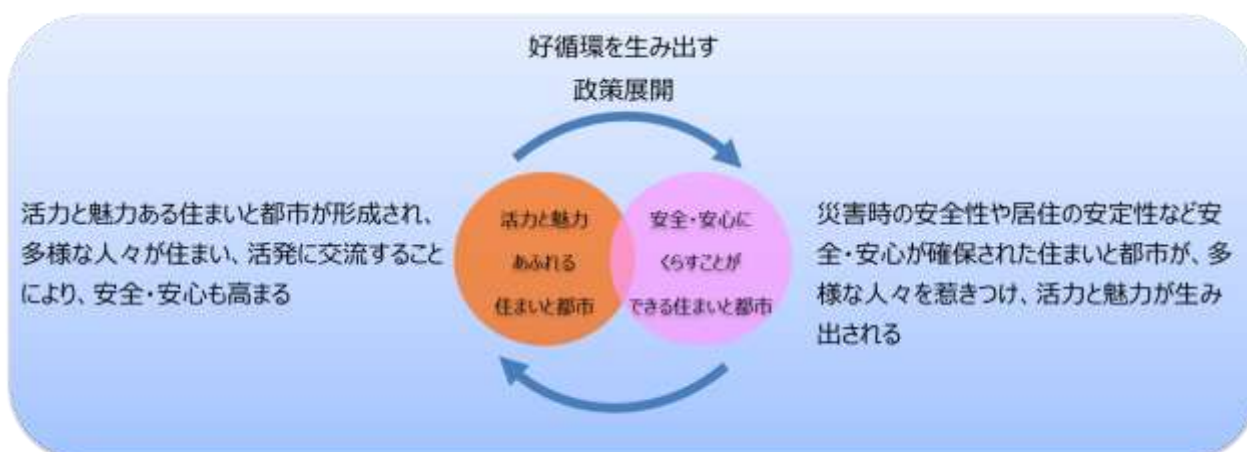 好循環を生み出す
政策展開
活力と魅力ある住まいと都市が形成され、
多様な人々が住まい、活発に交流すること
により、安全・安心も高まる
活力と魅力
あふれる
住まいと都市
安全・安心に
くらすことが
できる住まいと都市
災害時の安全性や居住の安定性など安
全・安心が確保された住まいと都市が、多
様な人々を惹きつけ、活力と魅力が生み
出される